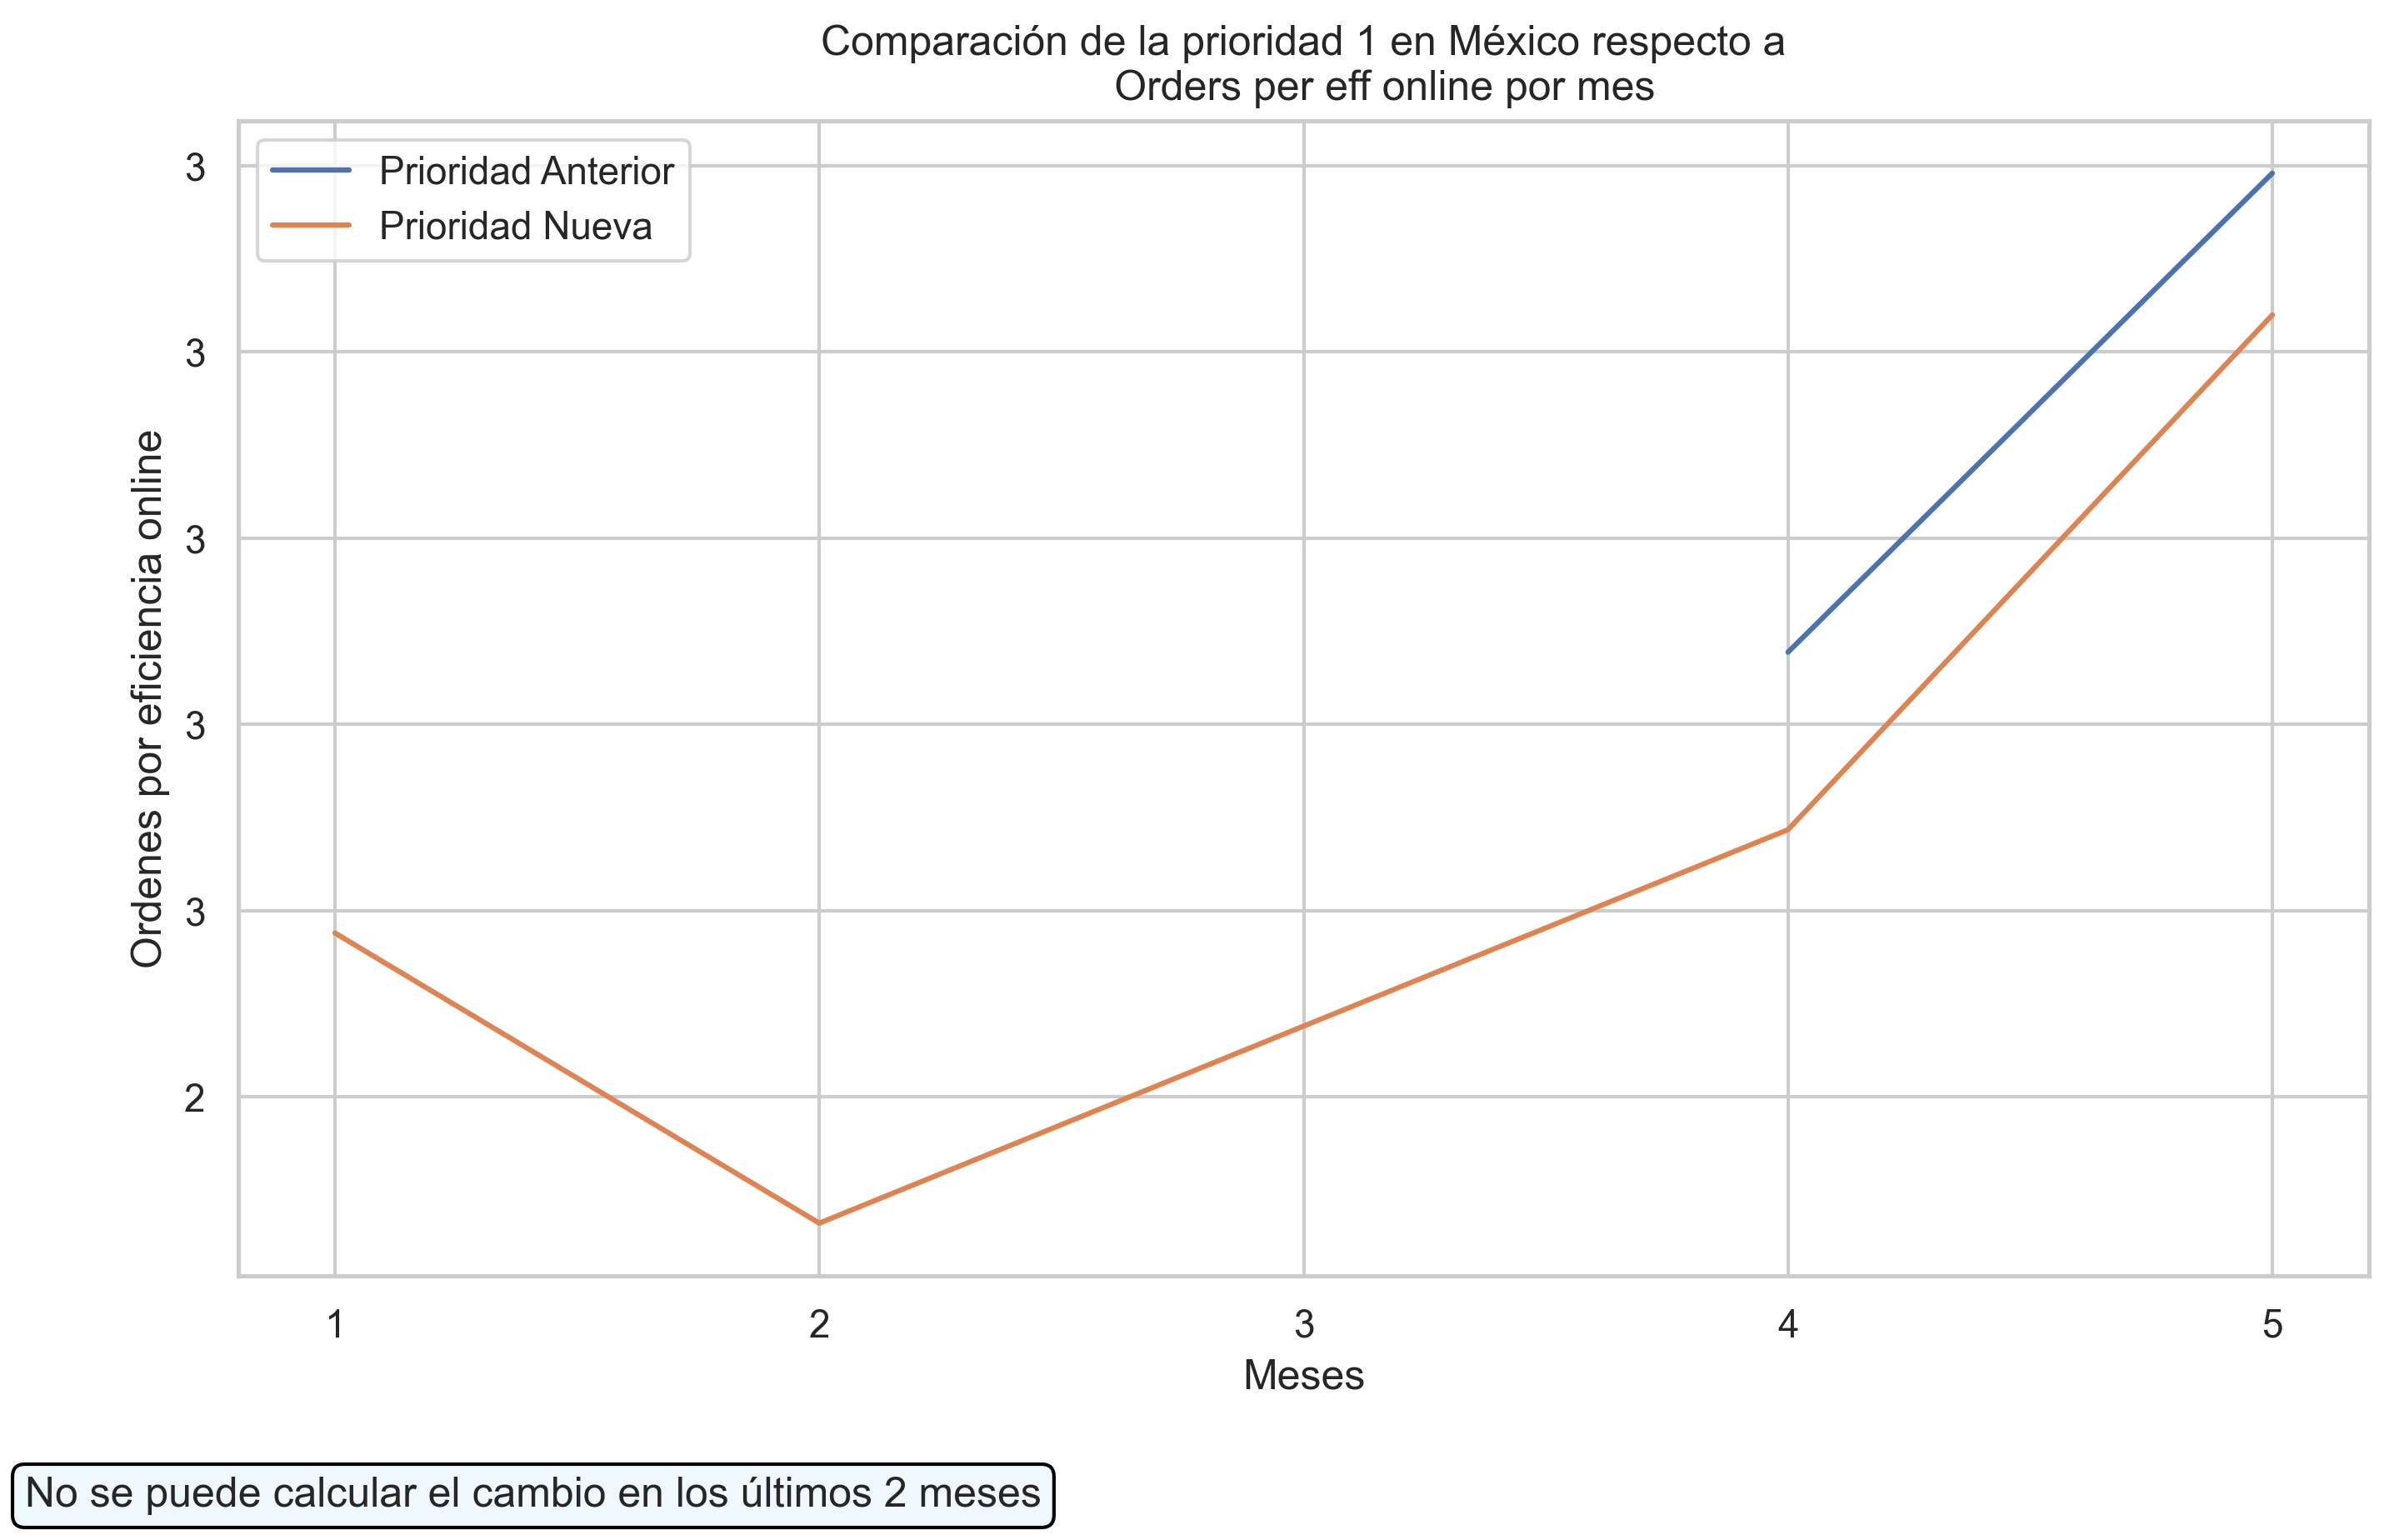 Comparación de la prioridad 1 en México respecto a
Orders per eff online por mes
Prioridad Anterior
Prioridad Nueva
Ordenes por eficiencia online
3
3
3
3
3
2
1
2
3
4
5
Meses
No se puede calcular el cambio en los últimos 2 meses